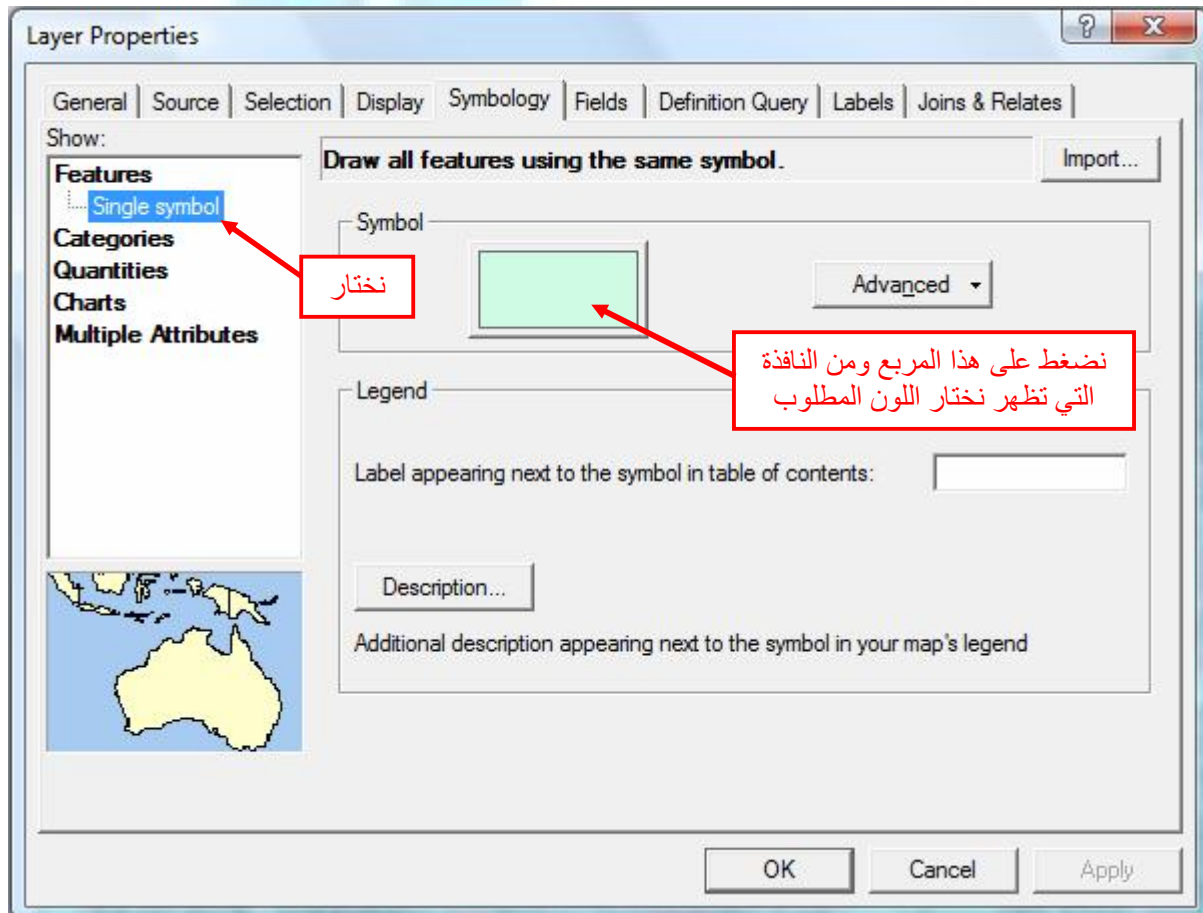 Layer Properties
General Source Selection Display Symbology Fields Definition Query Labels Joins & Relates
Show:
Features
Single symbol
Categories
Quantities
Charts
Multiple Attributes
نختار
Draw all features using the same symbol.
Import...
Symbol
Advanced
نضغط على هذا المربع ومن النافذة
التي تظهر نختار اللون المطلوب
Legend
Label appearing next to the symbol in table of contents:
Description...
Additional description appearing next to the symbol in your map's legend
OK Cancel Apply